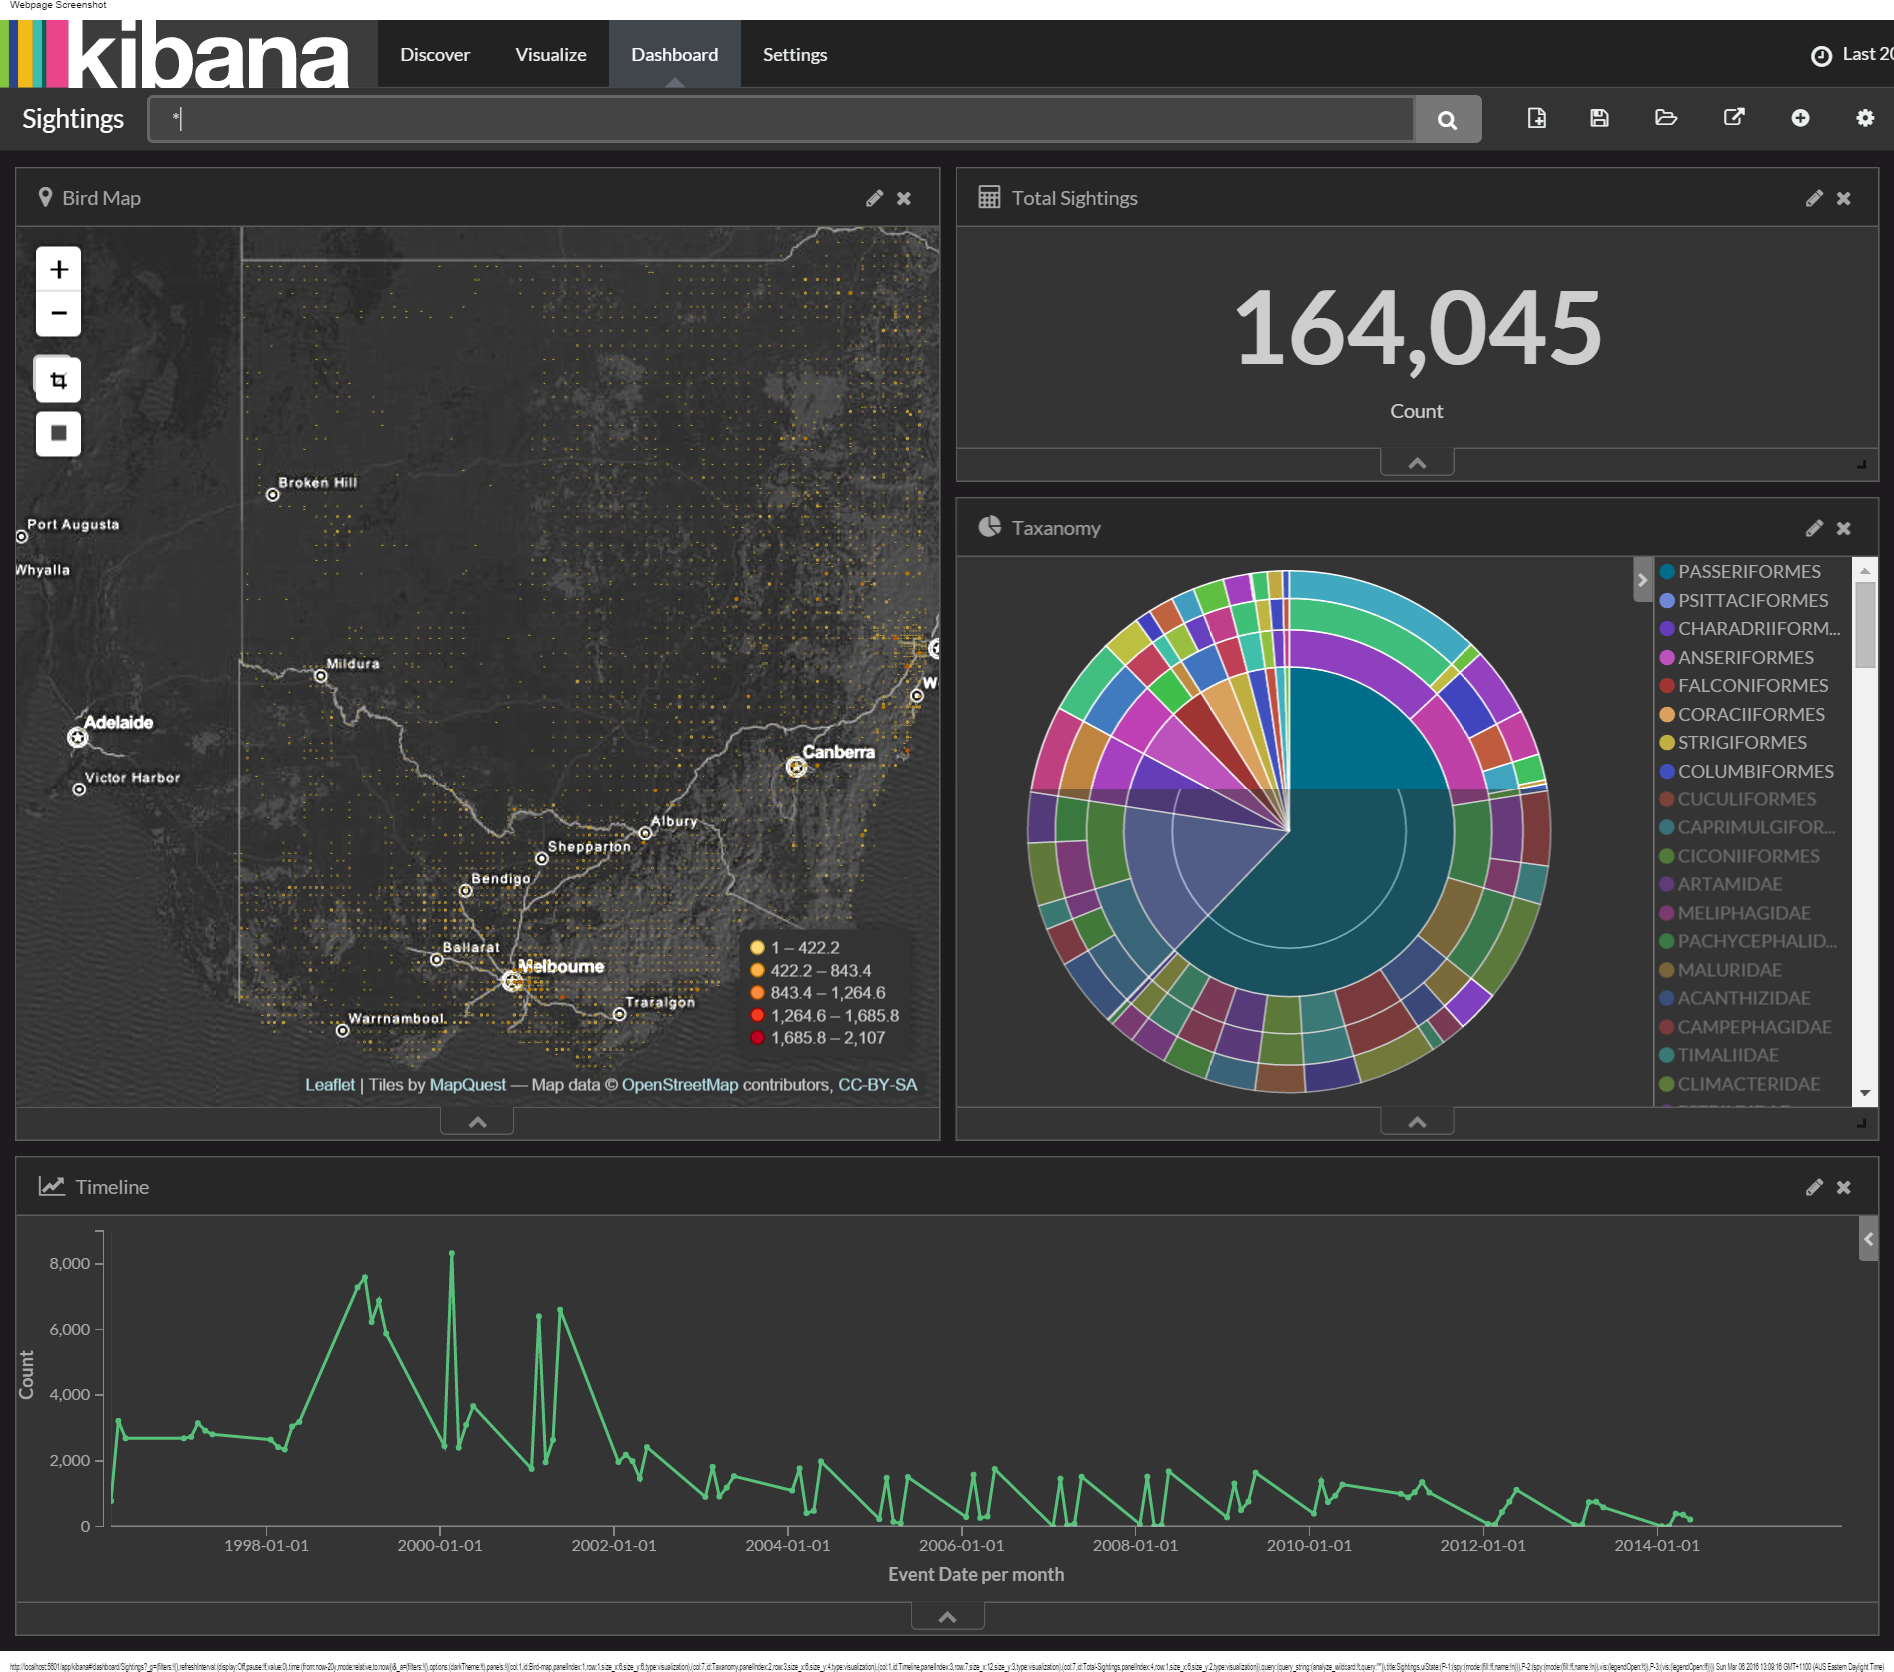 Webpage Screenshot
kibana
Discover Visualize Dashboard Settings
Last 20
Sightings
*
Bird Map
+
−
Broken Hill
Port Augusta
Whyalla
Mildura
Adelaide
Victor Harbor
W
Canberra
Albury
Shepparton
Bendigo
Ballarat
Melbourne
Traralgon
Warrnambool
1 – 422.2
422.2 – 843.4
843.4 – 1,264.6
1,264.6 – 1,685.8
1,685.8 – 2,107
Leaflet | Tiles by MapQuest — Map data © OpenStreetMap contributors, CC-BY-SA
Total Sightings
164,045
Count
Taxanomy
PASSERIFORMES
PSITTACIFORMES
CHARADRIIFORM...
ANSERIFORMES
FALCONIFORMES
CORACIIFORMES
STRIGIFORMES
COLUMBIFORMES
CUCULIFORMES
CAPRIMULGIFOR...
CICONIIFORMES
ARTAMIDAE
MELIPHAGIDAE
PACHYCEPHALID...
MALURIDAE
ACANTHIZIDAE
CAMPEPHAGIDAE
TIMALIIDAE
CLIMACTERIDAE
Timeline
8,000
6,000
4,000
2,000
0
Count
1998-01-01 2000-01-01 2002-01-01 2004-01-01 2006-01-01 2008-01-01 2010-01-01 2012-01-01 2014-01-01
Event Date per month